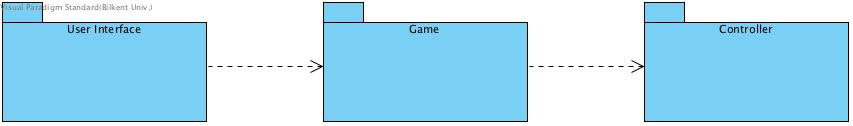 Visual Paradigm Standard(Bilkent Univ.)
User Interface
Game
Controller